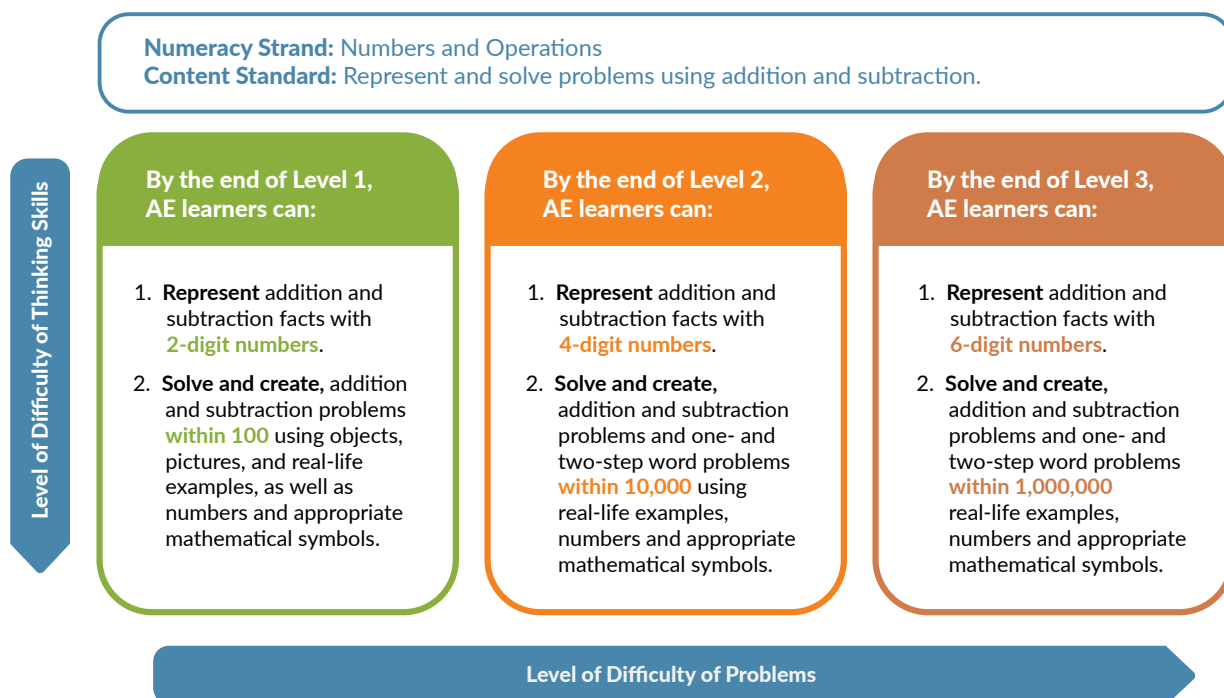 Numeracy Strand: Numbers and Operations
Content Standard: Represent and solve problems using addition and subtraction.
Level of Difficulty of Thinking Skills
By the end of Level 1,
AE learners can:
1. Represent addition and
subtraction facts with
2-digit numbers.
2. Solve and create, addition
and subtraction problems
within 100 using objects,
pictures, and real-life
examples, as well as
numbers and appropriate
mathematical symbols.
By the end of Level 2,
AE learners can:
1. Represent addition and
subtraction facts with
4-digit numbers.
2. Solve and create,
addition and subtraction
problems and one- and
two-step word problems
within 10,000 using
real-life examples,
numbers and appropriate
mathematical symbols.
By the end of Level 3,
AE learners can:
1. Represent addition and
subtraction facts with
6-digit numbers.
2. Solve and create,
addition and subtraction
problems and one- and
two-step word problems
within 1,000,000
real-life examples,
numbers and appropriate
mathematical symbols.
Level of Difficulty of Problems